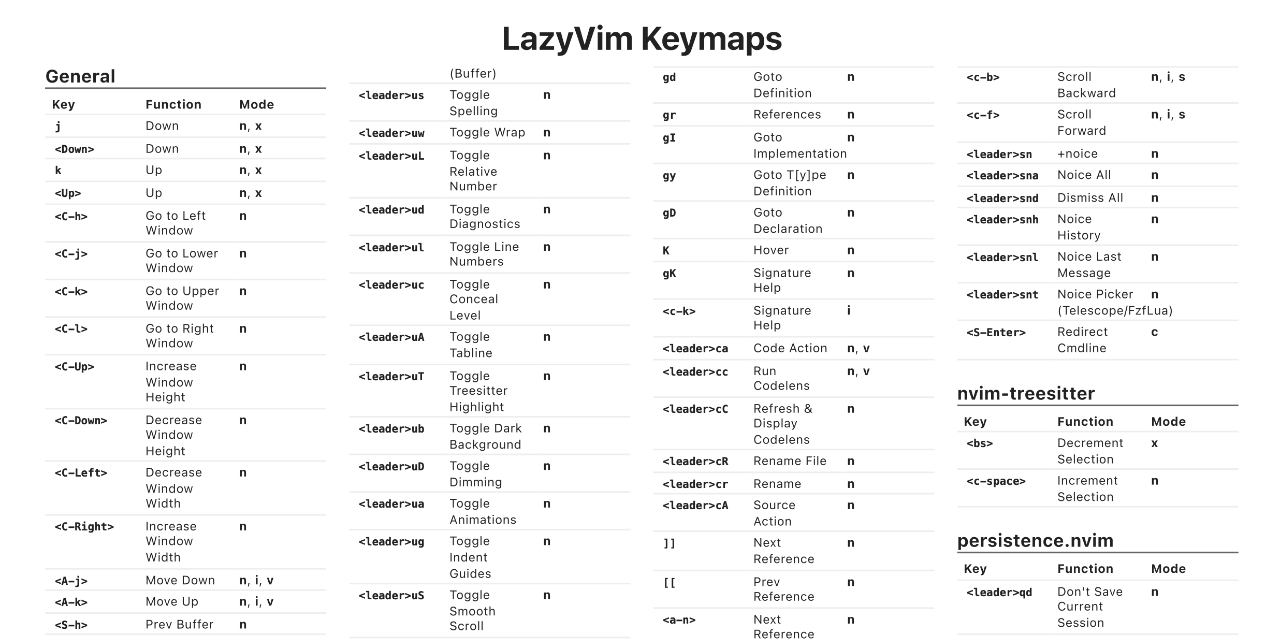 LazyVim Keymaps
General
Key Function Mode
j Down n, x
<Down> Down n, x
k Up n, x
<Up> Up n, x
<C-h> Go to Left n
Window
<C-j> Go to Lower n
Window
<C-k> Go to Upper n
Window
<C-l> Go to Right n
Window
<C-Up> Increase n
Window
Height
<C-Down> Decrease n
Window
Height
<C-Left> Decrease n
Window
Width
<C-Right> Increase n
Window
Width
<A-j> Move Down n, i, v
<A-k> Move Up n, i, v
<S-h> Prev Buffer n
(Buffer)
<leader>us Toggle n
Spelling
<leader>uw Toggle Wrap n
<leader>uL Toggle n
Relative
Number
<leader>ud Toggle n
Diagnostics
<leader>ul Toggle Line n
Numbers
<leader>uc Toggle n
Conceal
Level
<leader>uA Toggle n
Tabline
<leader>uT Toggle n
Treesitter
Highlight
<leader>ub Toggle Dark n
Background
<leader>uD Toggle n
Dimming
<leader>ua Toggle n
Animations
<leader>ug Toggle n
Indent
Guides
<leader>uS Toggle n
Smooth
Scroll
gd Goto n
Definition
gr References n
gI Goto n
Implementation
gy Goto T[y]pe n
Definition
gD Goto n
Declaration
K Hover n
gK Signature n
Help
<c-k> Signature i
Help
<leader>ca Code Action n, v
<leader>cc Run n, v
Codelens
<leader>cC Refresh & n
Display
Codelens
<leader>cR Rename File n
<leader>cr Rename n
<leader>cA Source n
Action
]] Next n
Reference
[[ Prev n
Reference
<a-n> Next n
Reference
<c-b> Scroll n, i, s
Backward
<c-f> Scroll n, i, s
Forward
<leader>sn +noice n
<leader>sna Noice All n
<leader>snd Dismiss All n
<leader>snh Noice n
History
<leader>snl Noice Last n
Message
<leader>snt Noice Picker n
(Telescope/FzfLua)
<S-Enter> Redirect c
Cmdline
nvim-treesitter
Key Function Mode
<bs> Decrement x
Selection
<c-space> Increment n
Selection
persistence.nvim
Key Function Mode
<leader>qd Don't Save n
Current
Session